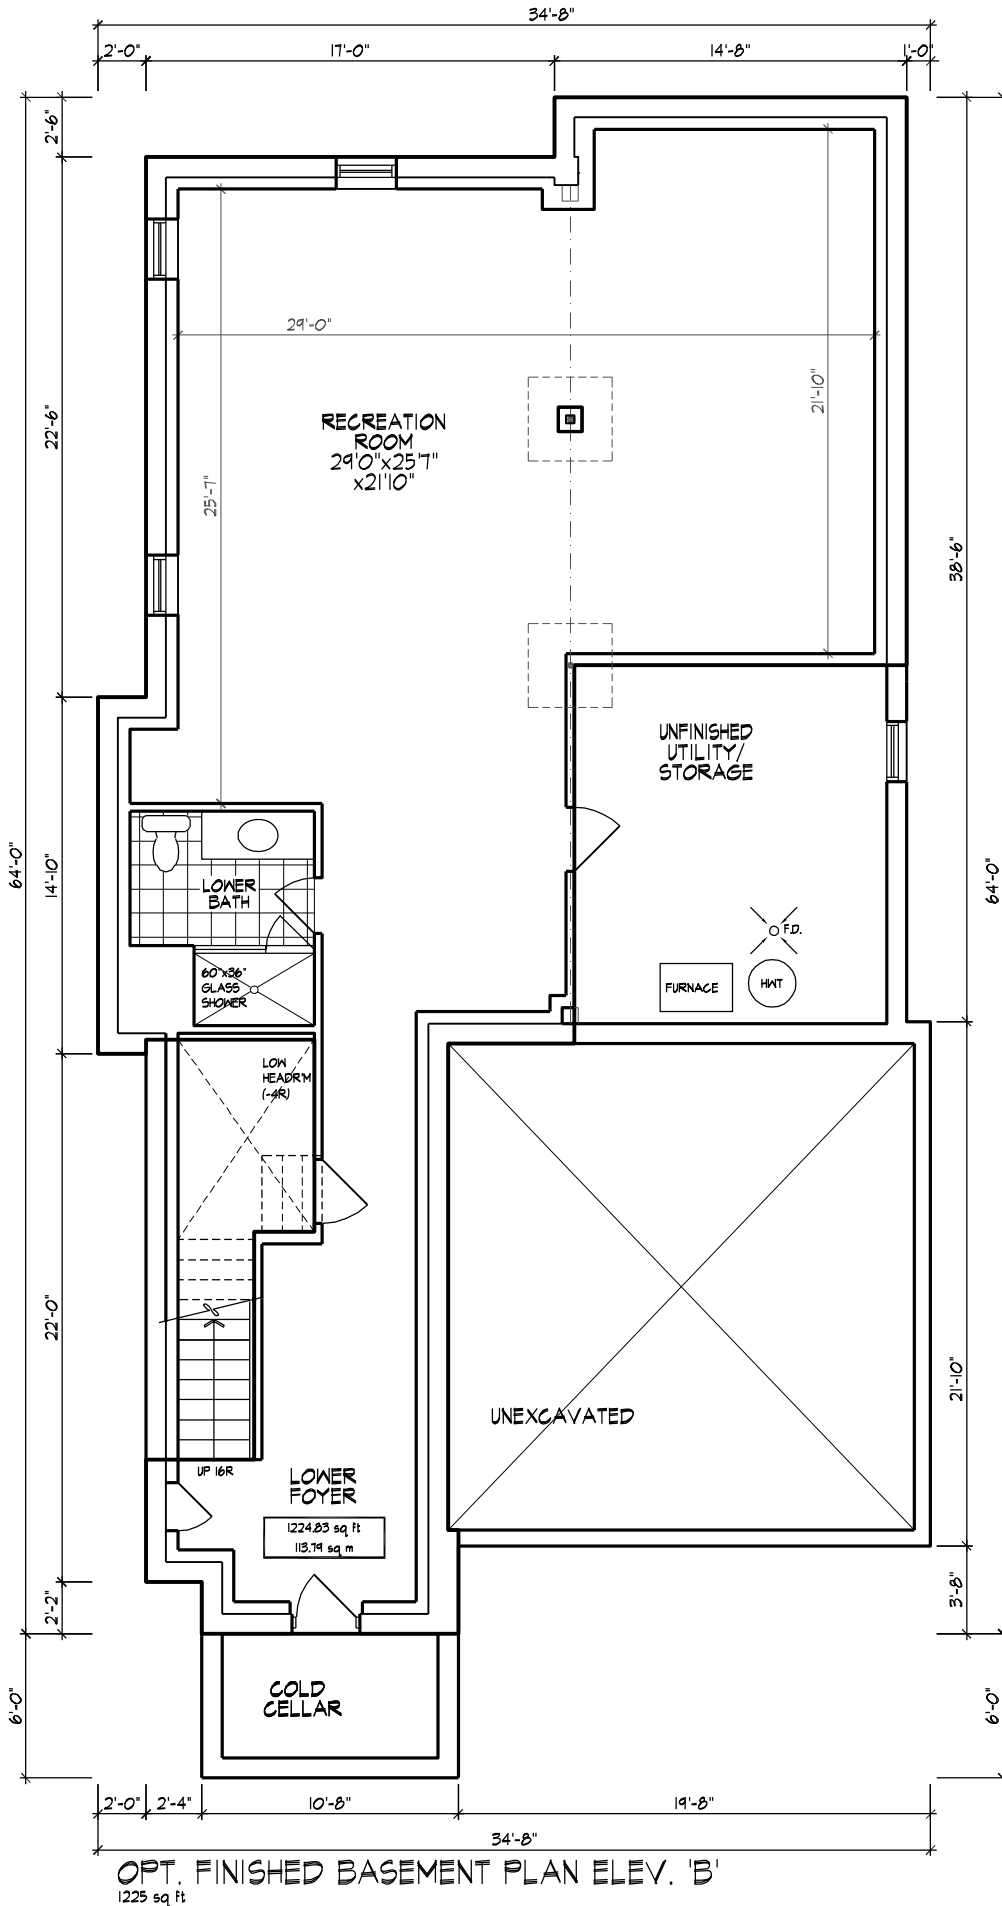 34'-8"
2'-0"
17'-0"
14'-8"
1'-0"
2'-6"
29'-0"
21'-10"
RECREATION
ROOM
29'0"x25'7"
x21'10"
22'-6"
25'-7"
38'-6"
UNFINISHED
UTILITY/
STORAGE
64'-0"
14'-10"
64'-0"
LOWER
BATH
F.D.
60"x36"
GLASS
SHOWER
FURNACE
HWT
LOW
HEADR'M
(-4R)
22'-0"
21'-10"
UNEXCAVATED
UP 16R
LOWER
FOYER
1224.83 sq ft
113.79 sq m
2'-2"
3'-8"
COLD
CELLAR
6'-0"
6'-0"
2'-0"
2'-4"
10'-8"
19'-8"
34'-8"
OPT. FINISHED BASEMENT PLAN ELEV. 'B'
1225 sq ft